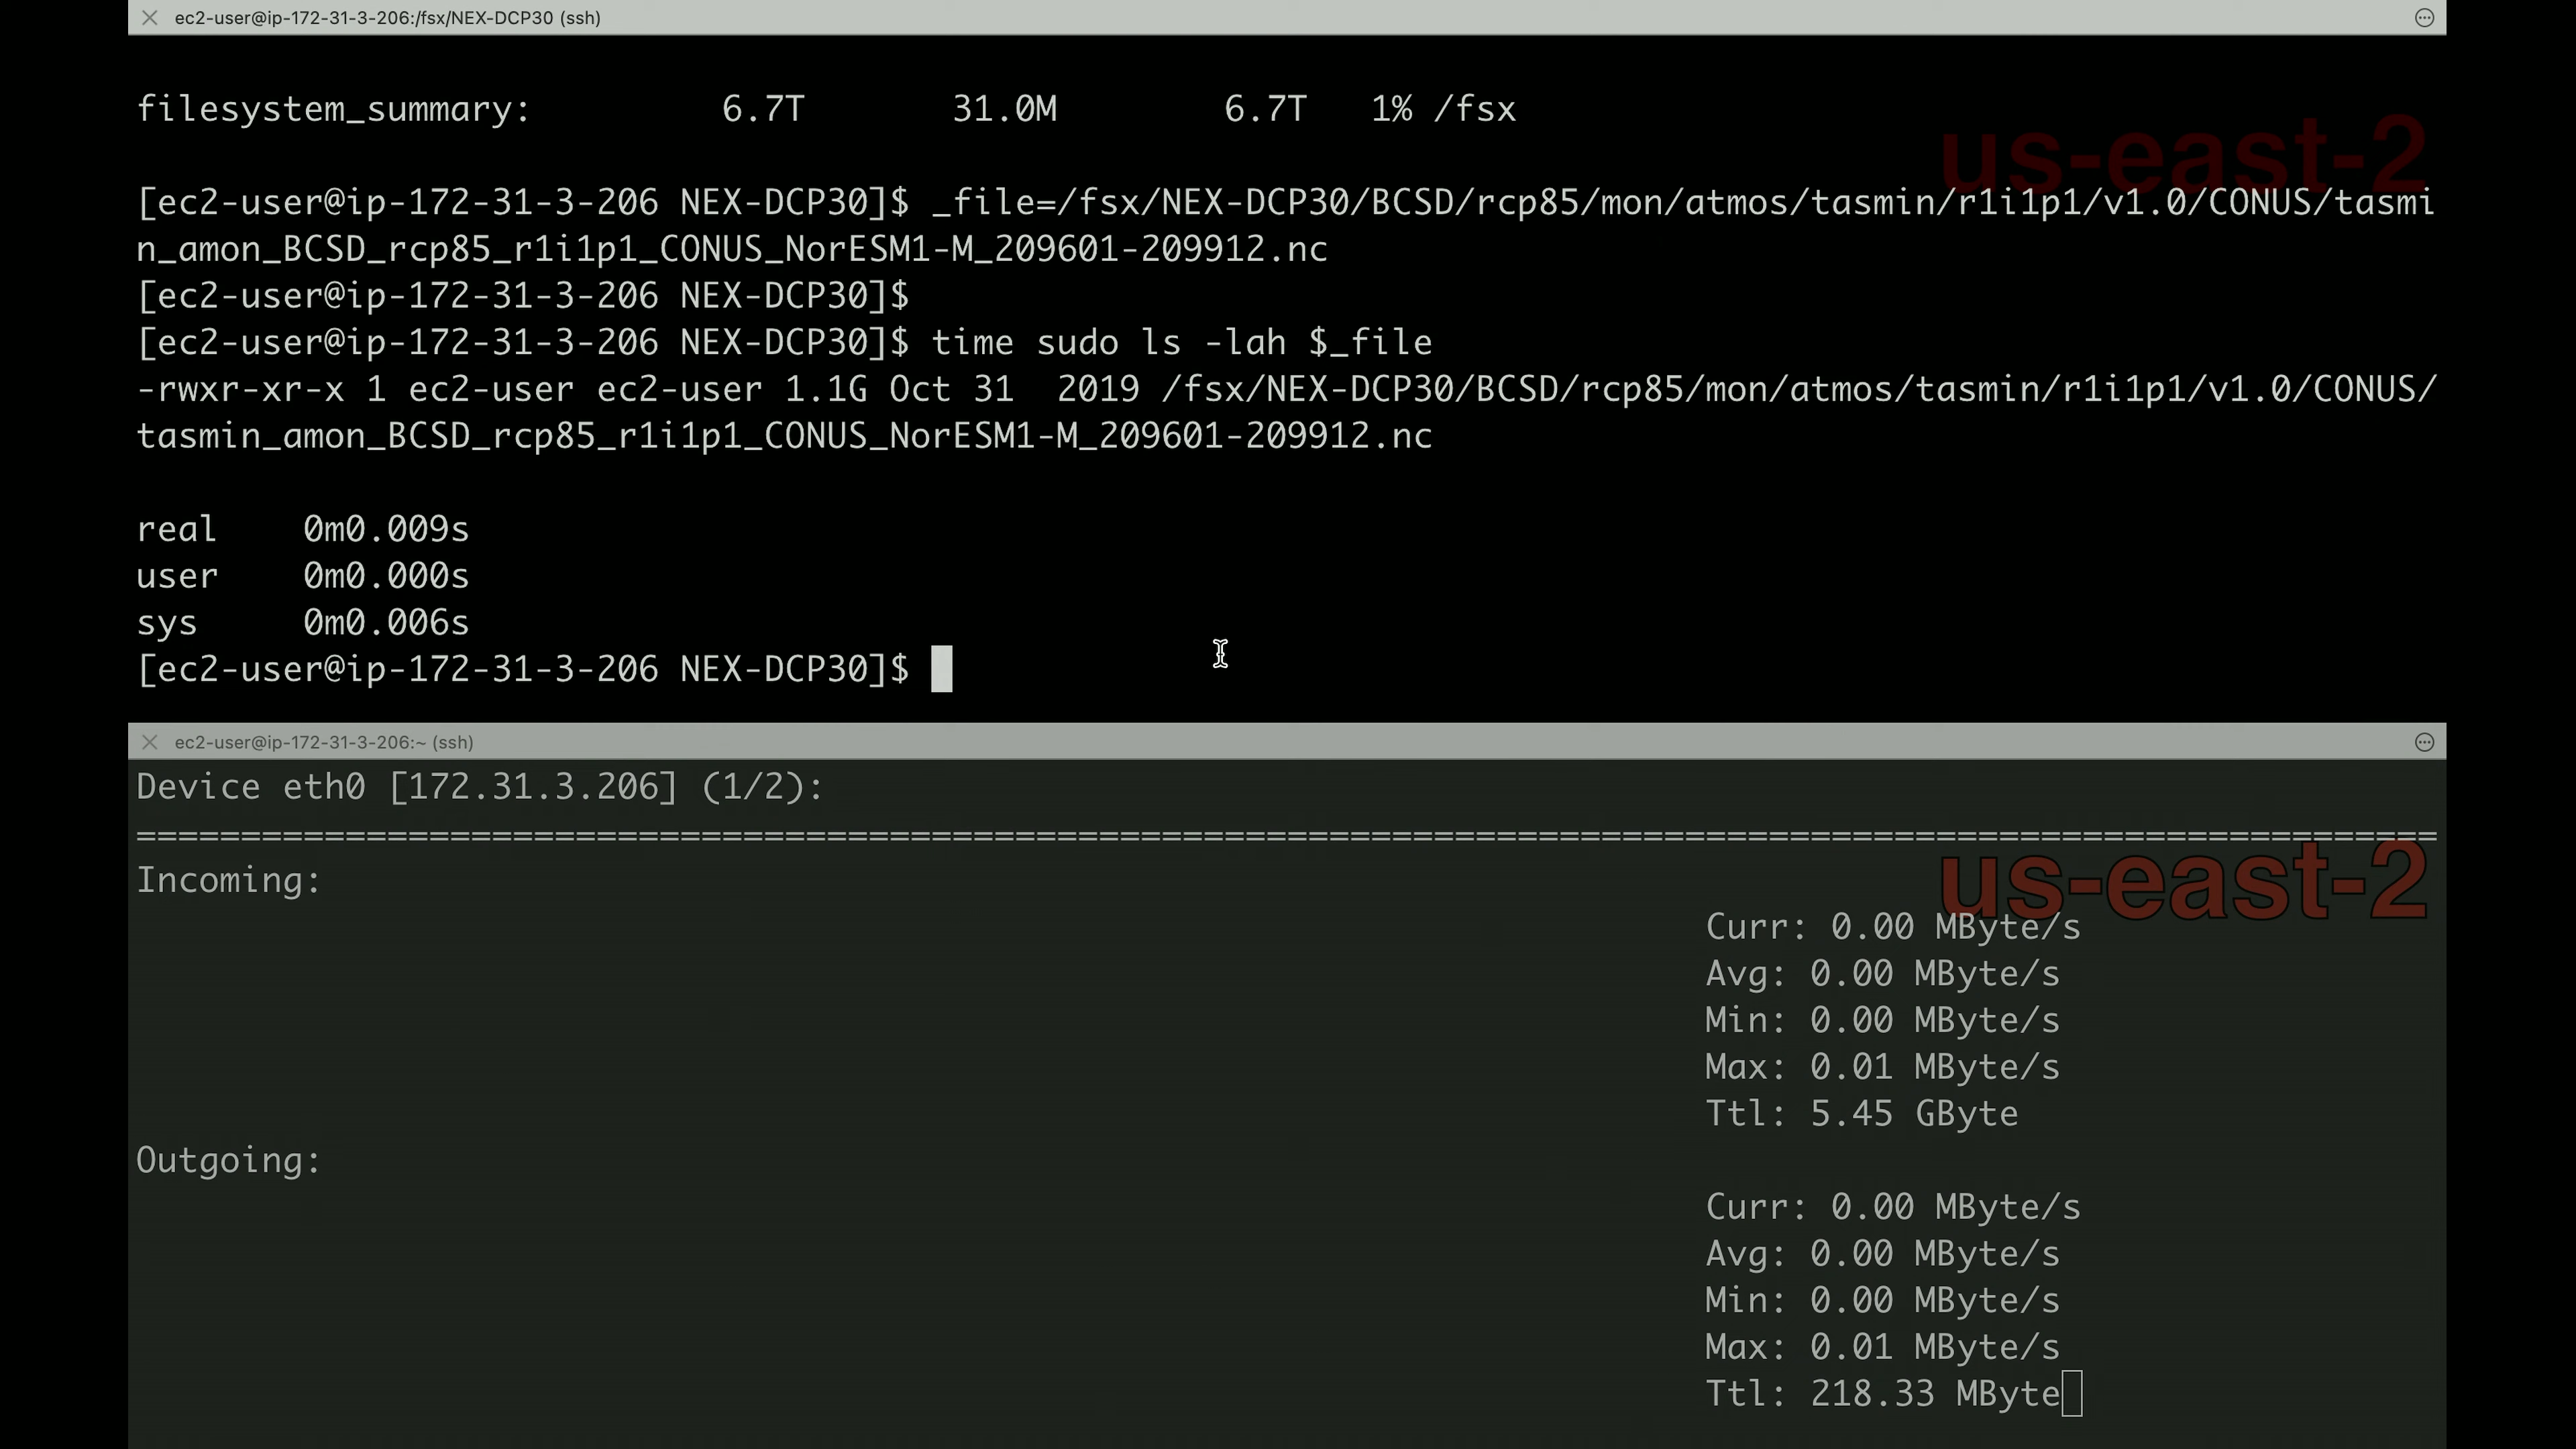 ec2-user@ip-172-31-3-206:/fsx/NEX-DCP30 (ssh)
filesystem_summary: 6.7T 31.0M 6.7T 1% /fsx
us-east-2
[ec2-user@ip-172-31-3-206 NEX-DCP30]$ _file=/fsx/NEX-DCP30/BCSD/rcp85/mon/atmos/tasmin/r1i1p1/v1.0/CONUS/tasmi
n_amon_BCSD_rcp85_r1i1p1_CONUS_NorESM1-M_209601-209912.nc
[ec2-user@ip-172-31-3-206 NEX-DCP30]$
[ec2-user@ip-172-31-3-206 NEX-DCP30]$ time sudo ls -lah $_file
-rwxr-xr-x 1 ec2-user ec2-user 1.1G Oct 31  2019 /fsx/NEX-DCP30/BCSD/rcp85/mon/atmos/tasmin/r1i1p1/v1.0/CONUS/
tasmin_amon_BCSD_rcp85_r1i1p1_CONUS_NorESM1-M_209601-209912.nc
real 0m0.009s
user 0m0.000s
sys 0m0.006s
[ec2-user@ip-172-31-3-206 NEX-DCP30]$
ec2-user@ip-172-31-3-206:~ (ssh)
Device eth0 [172.31.3.206] (1/2):
==============================================================================================================
Incoming:
us-east-2
Curr: 0.00 MByte/s
Avg: 0.00 MByte/s
Min: 0.00 MByte/s
Max: 0.01 MByte/s
Ttl: 5.45 GByte
Outgoing:
Curr: 0.00 MByte/s
Avg: 0.00 MByte/s
Min: 0.00 MByte/s
Max: 0.01 MByte/s
Ttl: 218.33 MByte